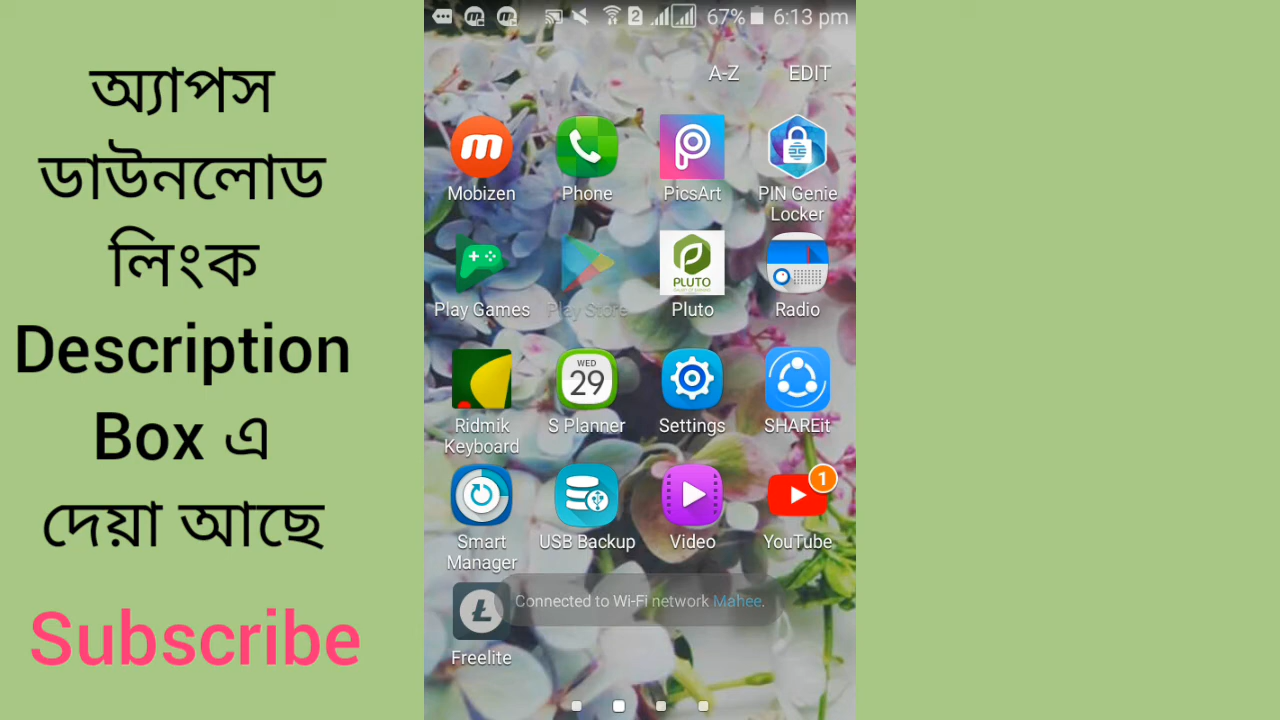 অ্যাপস
ডাউনলোড
লিংক
Description
Box এ
দেয়া আছে
Subscribe
2 67% 6:13 pm
A-Z EDIT
Mobizen Phone PicsArt PIN Genie Locker
PLUTO
Play Games Play Store Pluto Radio
WED
29
Ridmik Keyboard S Planner Settings SHAREit
1
Smart Manager USB Backup Video YouTube
Connected to Wi-Fi network Mahee.
Freelite